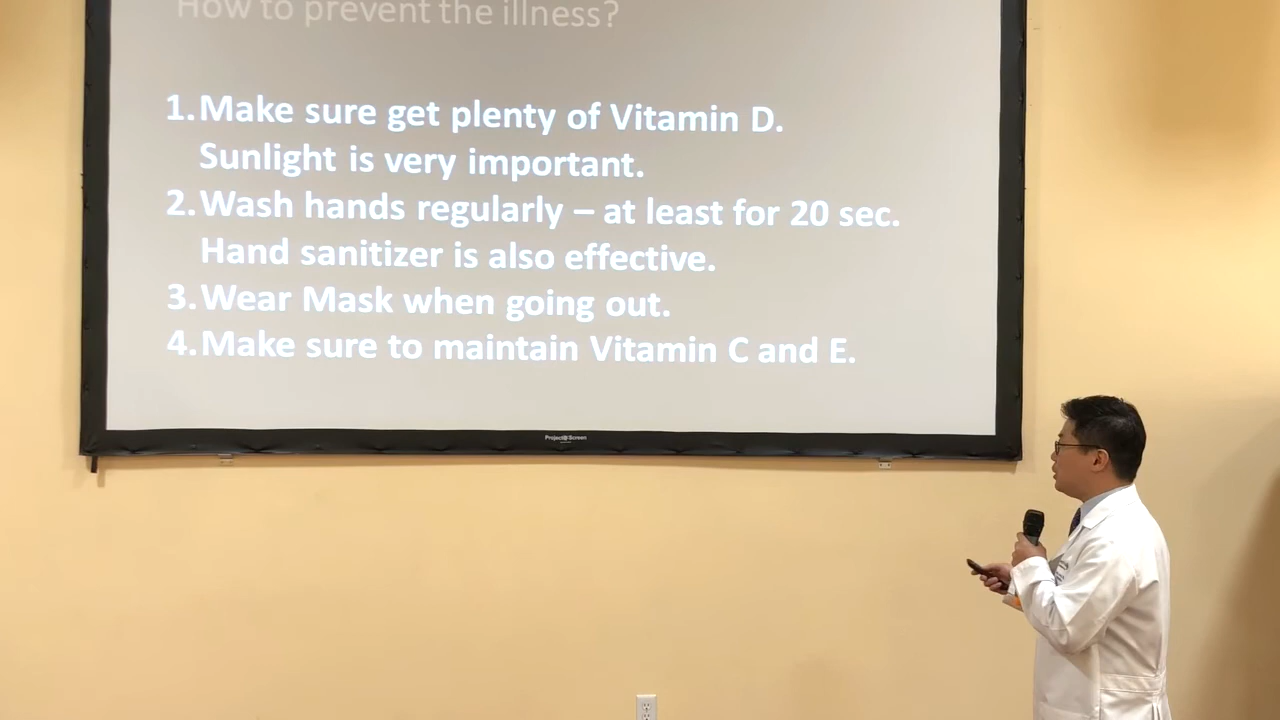 How to prevent the illness?
1. Make sure get plenty of Vitamin D.
Sunlight is very important.
2. Wash hands regularly – at least for 20 sec.
Hand sanitizer is also effective.
3. Wear Mask when going out.
4. Make sure to maintain Vitamin C and E.